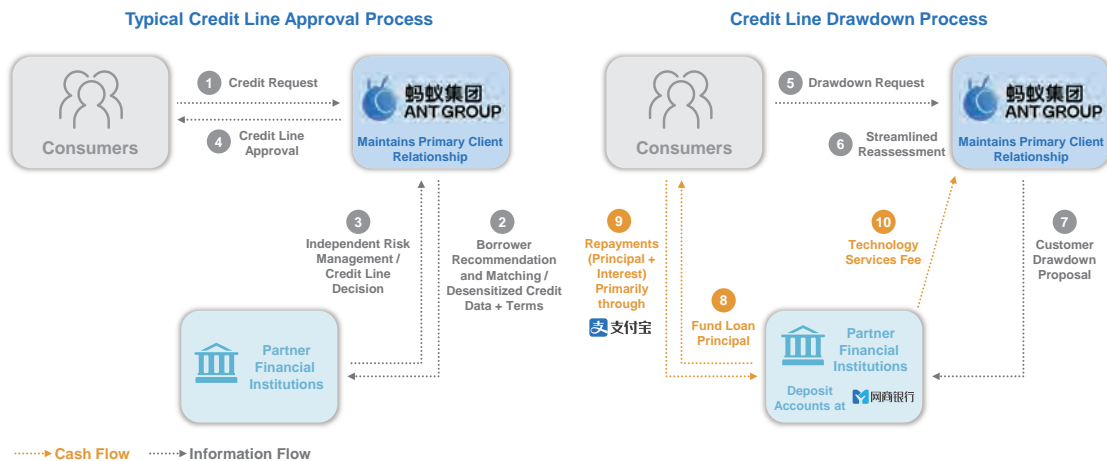 Typical Credit Line Approval Process
Credit Line Drawdown Process
1
Credit Request
4
Credit Line
Approval
Consumers
蚂蚁集团
ANT GROUP
Maintains Primary Client
Relationship
3
Independent Risk
Management /
Credit Line
Decision
2
Borrower
Recommendation
and Matching /
Desensitized Credit
Data + Terms
Partner
Financial
Institutions
Consumers
5
Drawdown Request
6
Streamlined
Reassessment
蚂蚁集团
ANT GROUP
Maintains Primary Client
Relationship
9
Repayments
(Principal +
Interest)
Primarily
through
支 支付宝
8
Fund Loan
Principal
10
Technology
Services Fee
7
Customer
Drawdown
Proposal
Partner
Financial
Institutions
Deposit
Accounts at
网商银行
Cash Flow
Information Flow